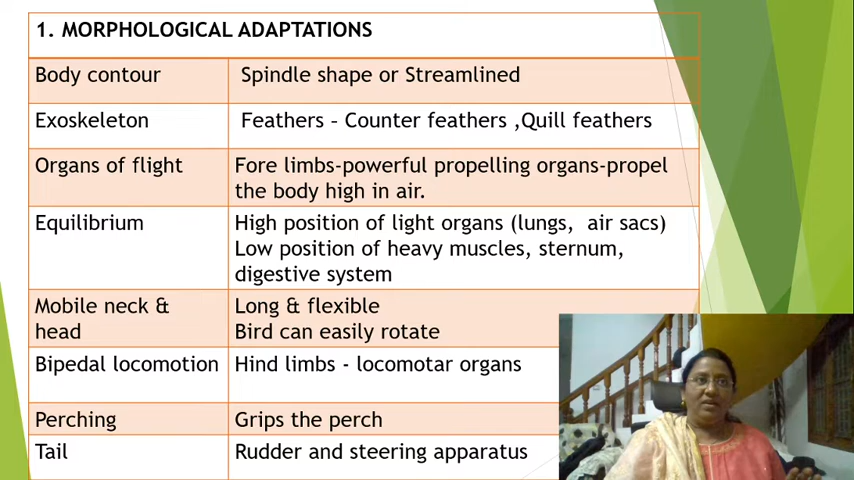 1. MORPHOLOGICAL ADAPTATIONS
Body contour Spindle shape or Streamlined
Exoskeleton Feathers – Counter feathers ,Quill feathers
Organs of flight Fore limbs-powerful propelling organs-propel
the body high in air.
Equilibrium High position of light organs (lungs, air sacs)
Low position of heavy muscles, sternum,
digestive system
Mobile neck & Long & flexible
head Bird can easily rotate
Bipedal locomotion Hind limbs - locomotar organs
Perching Grips the perch
Tail Rudder and steering apparatus